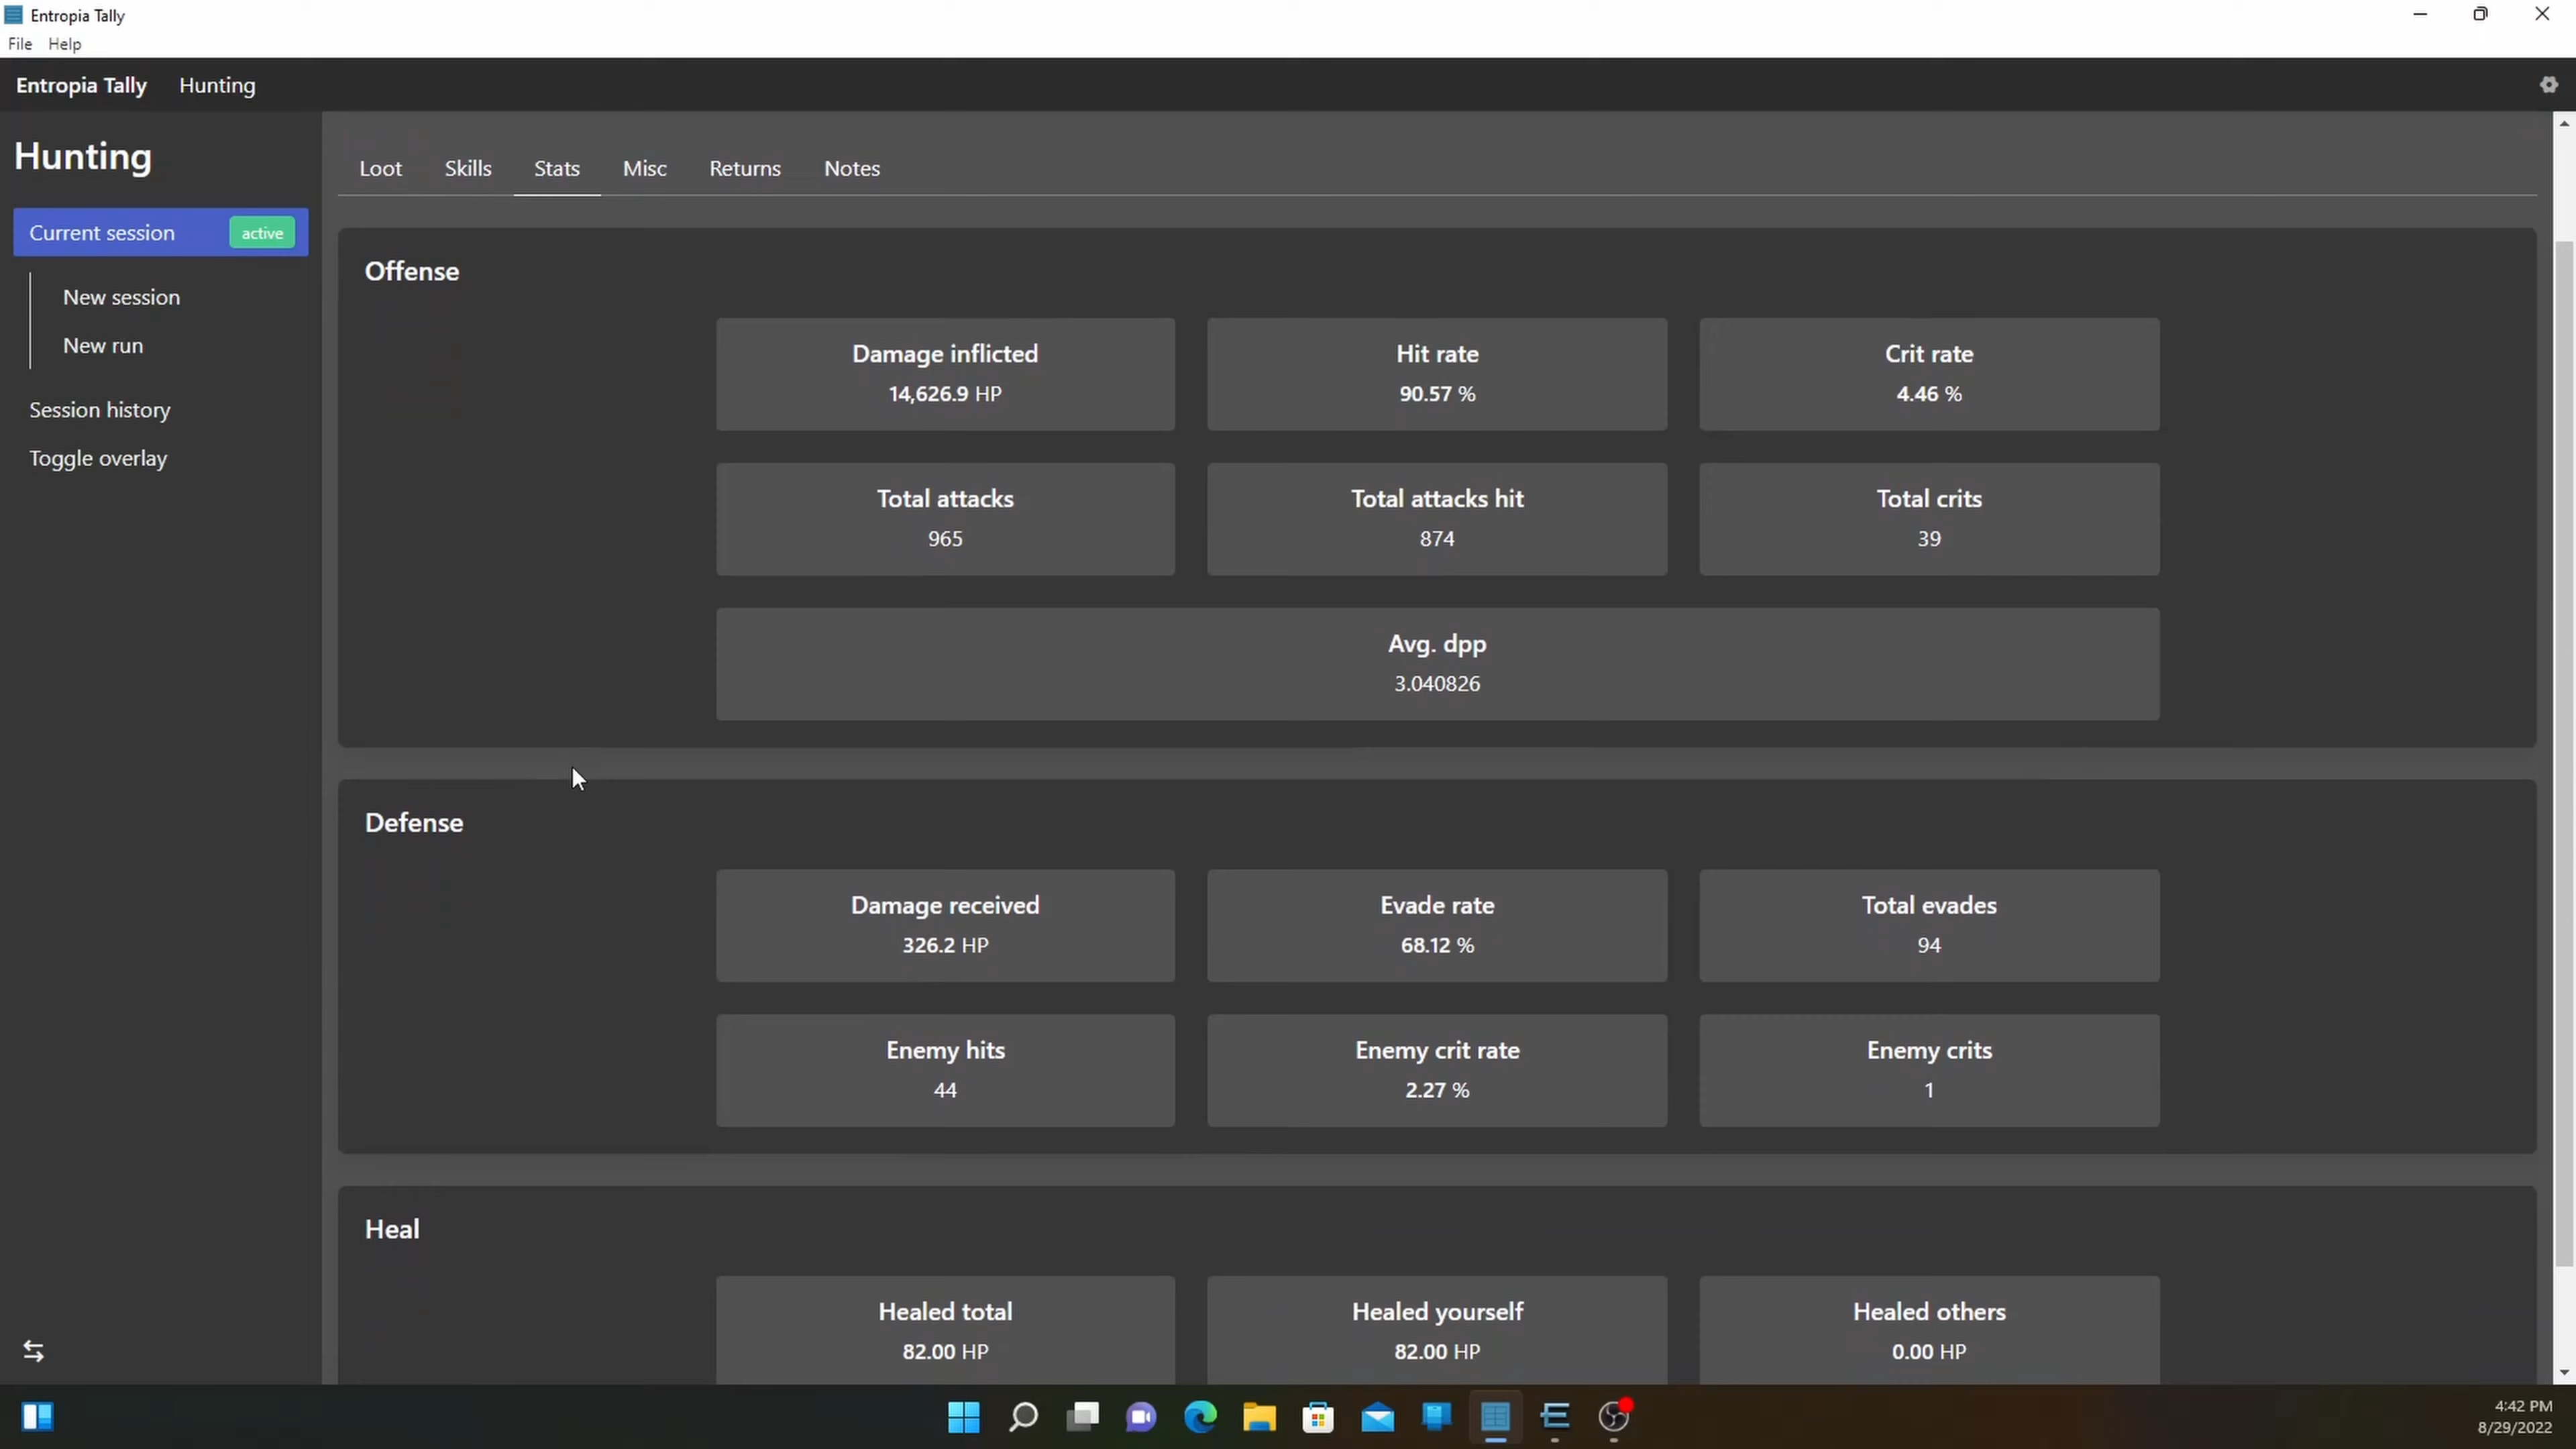 Entropia Tally
File Help
Entropia Tally Hunting
Hunting
Current session active
New session
New run
Session history
Toggle overlay
Loot Skills Stats Misc Returns Notes
Offense
Damage inflicted
14,626.9 HP
Hit rate
90.57 %
Crit rate
4.46 %
Total attacks
965
Total attacks hit
874
Total crits
39
Avg. dpp
3.040826
Defense
Damage received
326.2 HP
Evade rate
68.12 %
Total evades
94
Enemy hits
44
Enemy crit rate
2.27 %
Enemy crits
1
Heal
Healed total
82.00 HP
Healed yourself
82.00 HP
Healed others
0.00 HP
4:42 PM
8/29/2022